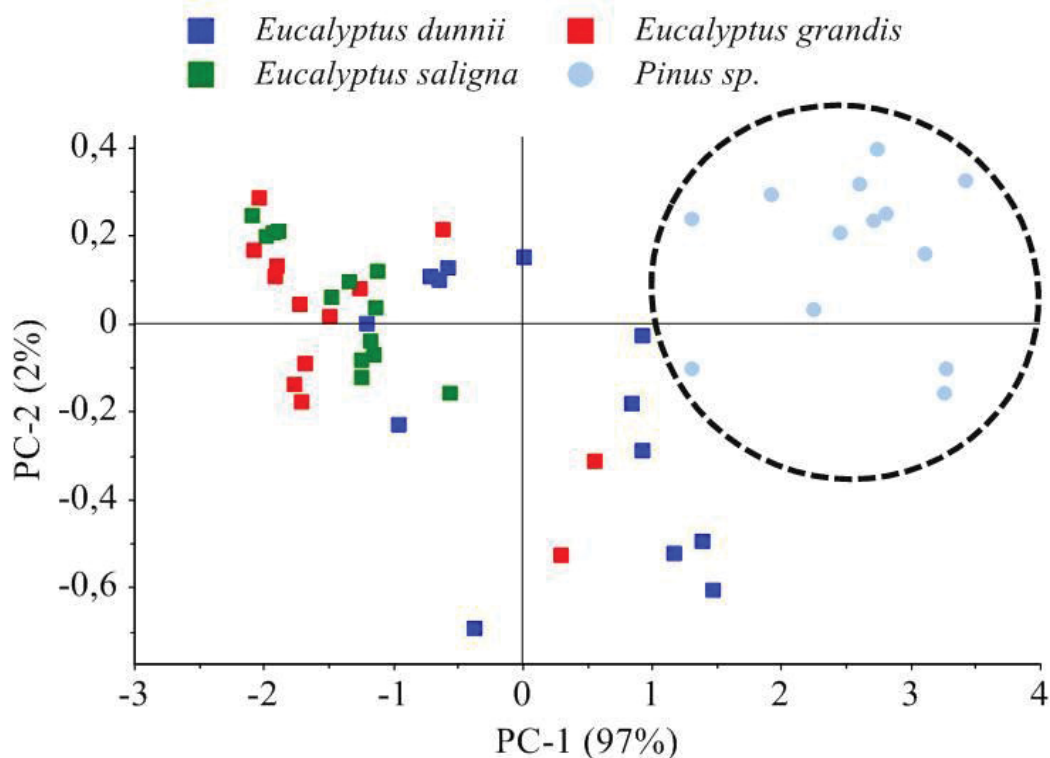 Eucalyptus dunnii Eucalyptus grandis
Eucalyptus saligna Pinus sp.
0,4
0,2
0
-0,2
-0,4
-0,6
PC-2 (2%)
-3 -2 -1 0 1 2 3 4
PC-1 (97%)